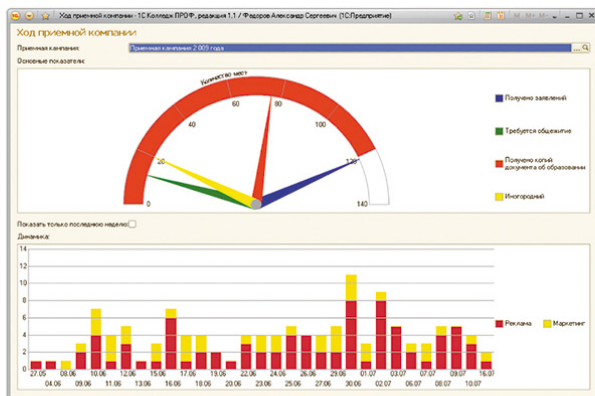 Ход приемной компании - 1С Колледж ПРОФ, редакция 1.1 / Федоров Александр Сергеевич (1С:Предприятие)
M M+ M-
Ход приемной компании
Приемная кампания: Приемная кампания 2 009 года
Основные показатели:
Количество мест
0 20 40 60 80 100 120 140
Получено заявлений
Требуется общежитие
Получено копий
документа об образовании
Иногородний
Показать только последнюю неделю:
Динамика:
14
12
10
8
6
4
2
0
Реклама Маркетинг
27.05 08.06 10.06 12.06 15.06 17.06 19.06 22.06 24.06 26.06 29.06 01.07 03.07 07.07 09.07 16.07
04.06 09.06 11.06 13.06 16.06 18.06 20.06 23.06 25.06 27.06 30.06 02.07 06.07 08.07 10.07